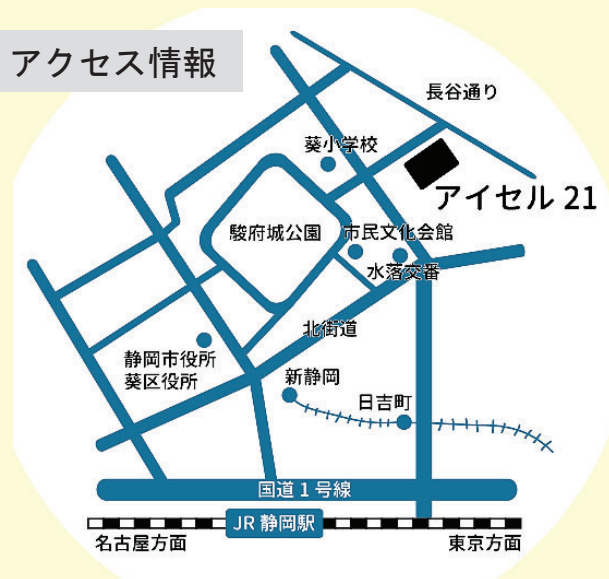 アクセス情報
長谷通り
葵小学校
アイセル 21
駿府城公園
市民文化会館
水落交番
北街道
静岡市役所
葵区役所
新静岡
日吉町
国道 1 号線
JR 静岡駅
名古屋方面
東京方面